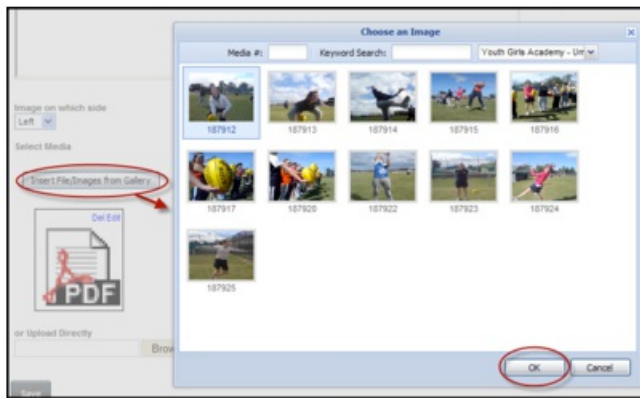 Choose an Image
Media #: Keyword Search: Youth Girls Academy - Um
187912 187913 187914 187915 187916
187917 187920 187922 187923 187924
187925
OK Cancel
Image on which side
Left
Select Media
Insert File/Images from Gallery
Del Edit
PDF
or Upload Directly
Brow
Save